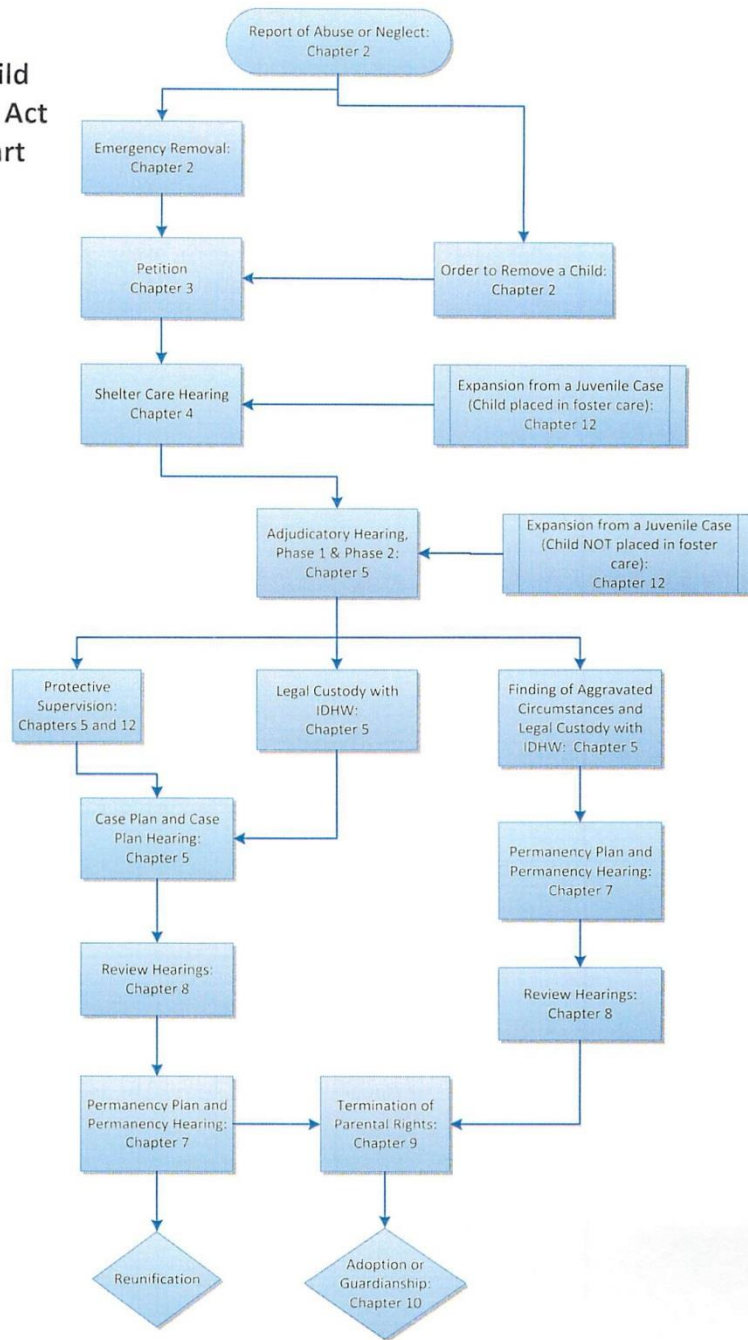 ild
Act
art
Report of Abuse or Neglect:
Chapter 2
Emergency Removal:
Chapter 2
Petition
Chapter 3
Order to Remove a Child:
Chapter 2
Shelter Care Hearing
Chapter 4
Expansion from a Juvenile Case
(Child placed in foster care):
Chapter 12
Adjudicatory Hearing,
Phase 1 & Phase 2:
Chapter 5
Expansion from a Juvenile Case
(Child NOT placed in foster
care):
Chapter 12
Protective
Supervision:
Chapters 5 and 12
Legal Custody with
IDHW:
Chapter 5
Finding of Aggravated
Circumstances and
Legal Custody with
IDHW: Chapter 5
Case Plan and Case
Plan Hearing:
Chapter 5
Permanency Plan and
Permanency Hearing:
Chapter 7
Review Hearings:
Chapter 8
Review Hearings:
Chapter 8
Permanency Plan and
Permanency Hearing:
Chapter 7
Termination of
Parental Rights:
Chapter 9
Reunification
Adoption or
Guardianship:
Chapter 10